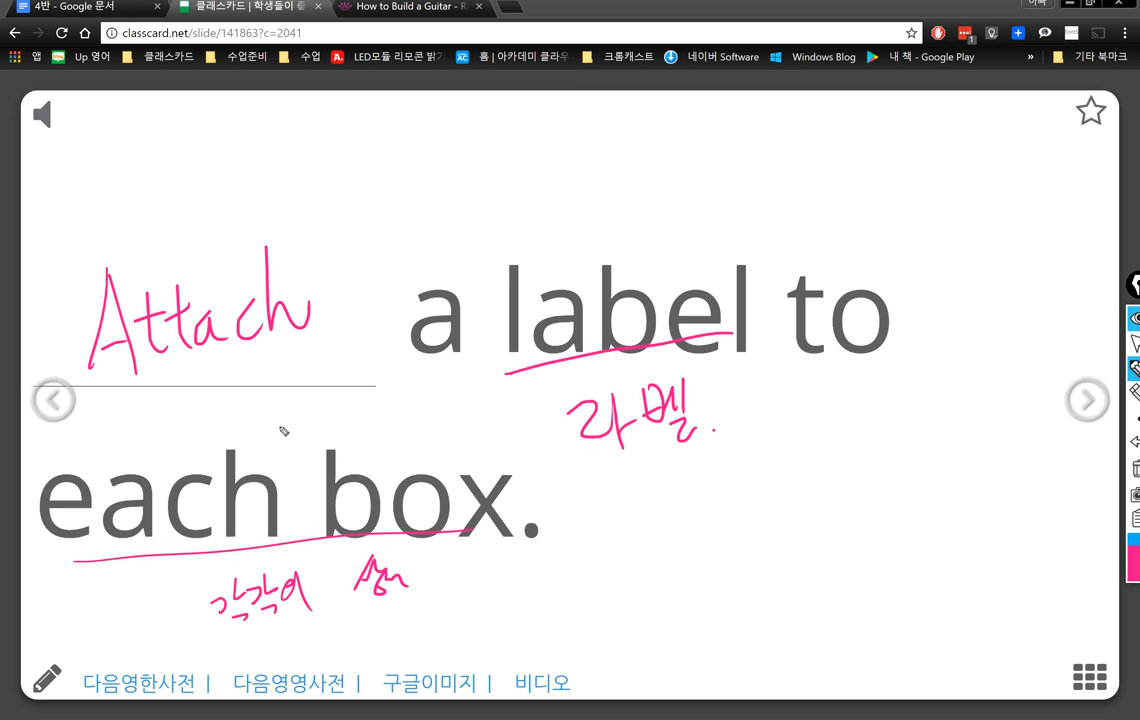 4반 - Google 문서
클래스카드 | 학생들이 좋
How to Build a Guitar - R
아빠
classcard.net/slide/141863?c=2041
앱 Up 영어 클래스카드 수업준비 수업 LED모듈 리모콘 밝기 홈 | 아카데미 클라우 크롬캐스트 네이버 Software Windows Blog 내 책 - Google Play » 기타 북마크
Attach a label to
라벨.
each box.
각각의
다음영한사전 | 다음영영사전 | 구글이미지 | 비디오